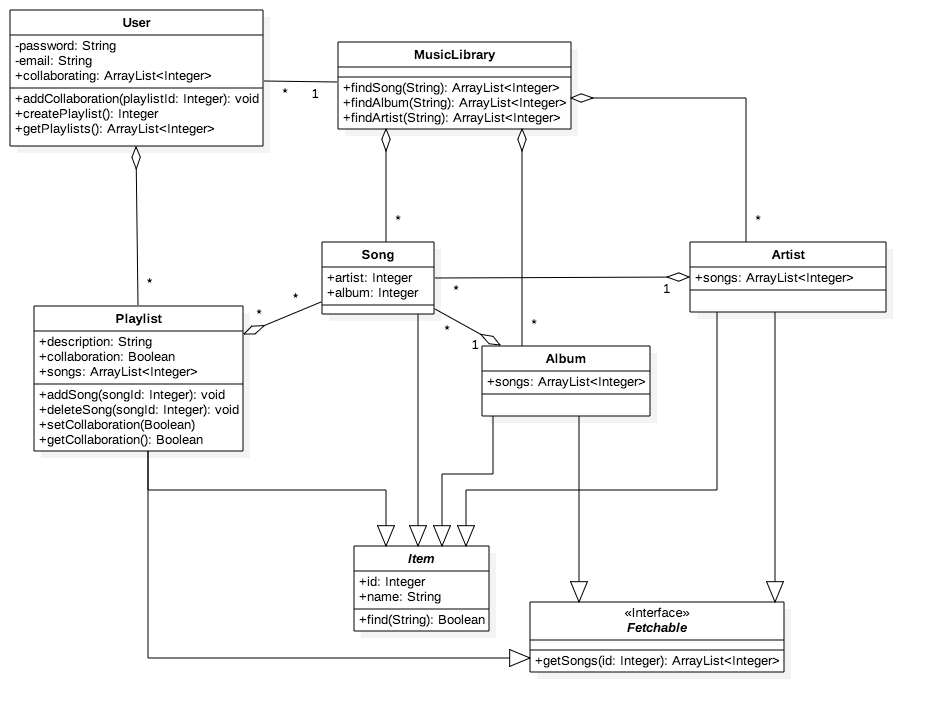 User
-password: String
-email: String
+collaborating: ArrayList<Integer>
+addCollaboration(playlistId: Integer): void
+createPlaylist(): Integer
+getPlaylists(): ArrayList<Integer>
MusicLibrary
+findSong(String): ArrayList<Integer>
+findAlbum(String): ArrayList<Integer>
+findArtist(String): ArrayList<Integer>
* 1
*
*
*
Song
+artist: Integer
+album: Integer
Artist
+songs: ArrayList<Integer>
* 1
* *
Playlist
+description: String
+collaboration: Boolean
+songs: ArrayList<Integer>
+addSong(songId: Integer): void
+deleteSong(songId: Integer): void
+setCollaboration(Boolean)
+getCollaboration(): Boolean
* 1
*
Album
+songs: ArrayList<Integer>
Item
+id: Integer
+name: String
+find(String): Boolean
«Interface»
Fetchable
+getSongs(id: Integer): ArrayList<Integer>